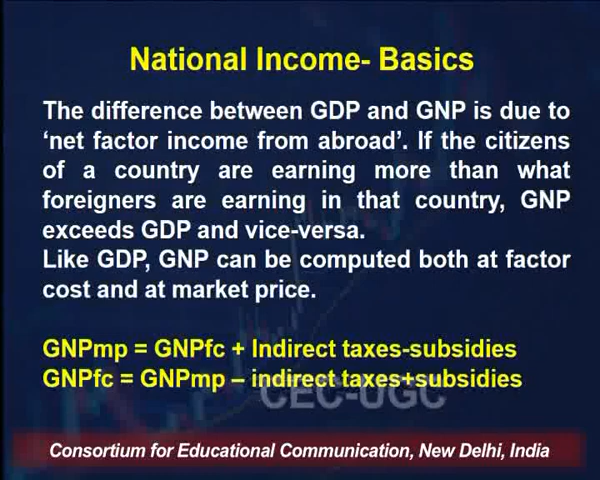 National Income- Basics
The difference between GDP and GNP is due to
‘net factor income from abroad’. If the citizens
of a country are earning more than what
foreigners are earning in that country, GNP
exceeds GDP and vice-versa.
Like GDP, GNP can be computed both at factor
cost and at market price.
GNPmp = GNPfc + Indirect taxes-subsidies
GNPfc = GNPmp – indirect taxes+subsidies
CEC-UGC
Consortium for Educational Communication, New Delhi, India